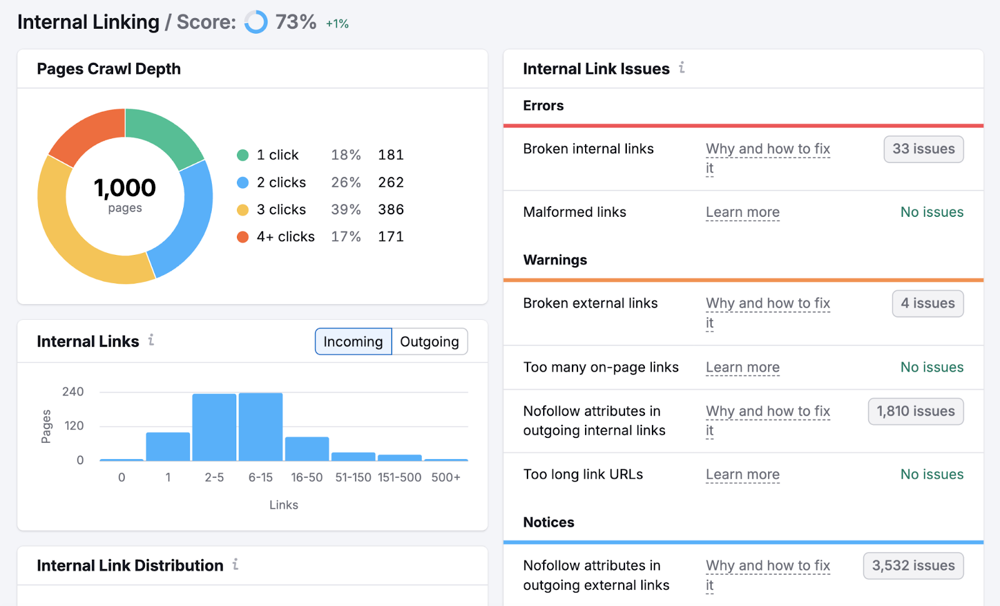 Internal Linking / Score: 73% +1%
Pages Crawl Depth
1,000
pages
1 click 18% 181
2 clicks 26% 262
3 clicks 39% 386
4+ clicks 17% 171
Internal Links i
Incoming Outgoing
Pages
240
120
0
0 1 2-5 6-15 16-50 51-150 151-500 500+
Links
Internal Link Distribution i
Internal Link Issues i
Errors
Broken internal links Why and how to fix 33 issues
it
Malformed links Learn more No issues
Warnings
Broken external links Why and how to fix 4 issues
it
Too many on-page links Learn more No issues
Nofollow attributes in Why and how to fix 1,810 issues
outgoing internal links it
Too long link URLs Learn more No issues
Notices
Nofollow attributes in Why and how to fix 3,532 issues
outgoing external links it